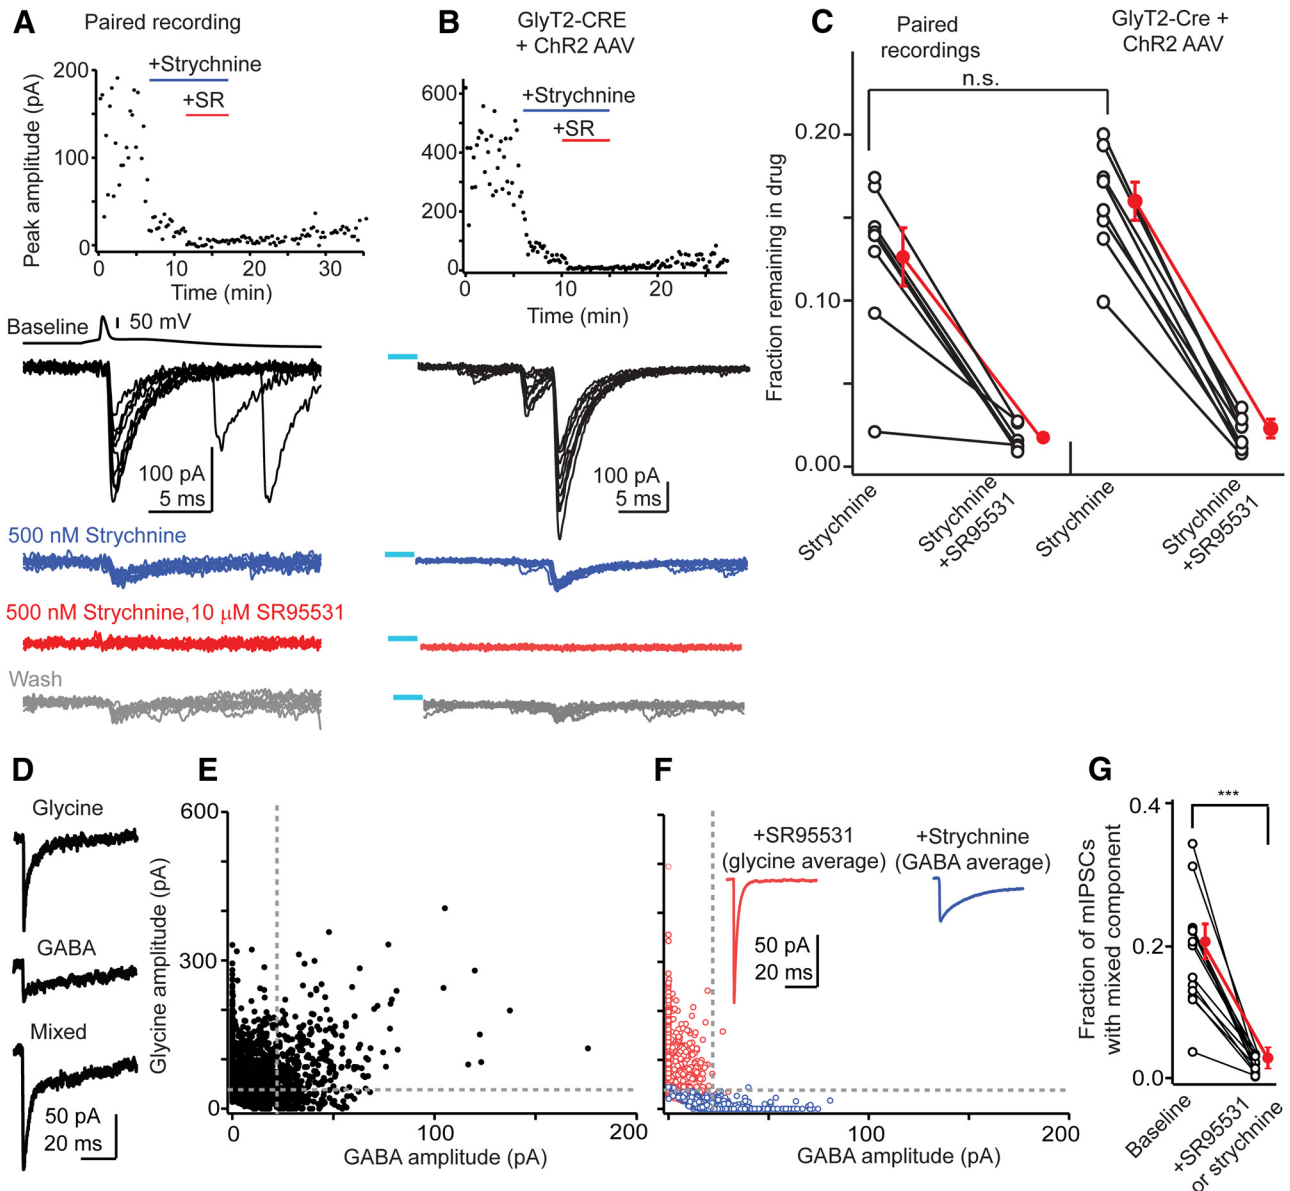 A
Paired recording
+Strychnine
+SR
200
100
0
Peak amplitude (pA)
0
10
20
30
Time (min)
Baseline
50 mV
100 pA
5 ms
500 nM Strychnine
500 nM Strychnine,10 μM SR95531
Wash
B
GlyT2-CRE
+ ChR2 AAV
+Strychnine
+SR
600
400
200
0
0
10
20
Time (min)
100 pA
5 ms
C
Paired
recordings
GlyT2-Cre +
ChR2 AAV
n.s.
0.20
0.10
0.00
Fraction remaining in drug
Strychnine
Strychnine
+SR95531
Strychnine
Strychnine
+SR95531
D
Glycine
GABA
Mixed
50 pA
20 ms
E
600
300
0
Glycine amplitude (pA)
0
100
200
GABA amplitude (pA)
F
+SR95531
(glycine average)
+Strychnine
(GABA average)
50 pA
20 ms
0
100
200
GABA amplitude (pA)
G
***
0.4
0.2
0.0
Fraction of mIPSCs
with mixed component
Baseline
+SR95531
or strychnine